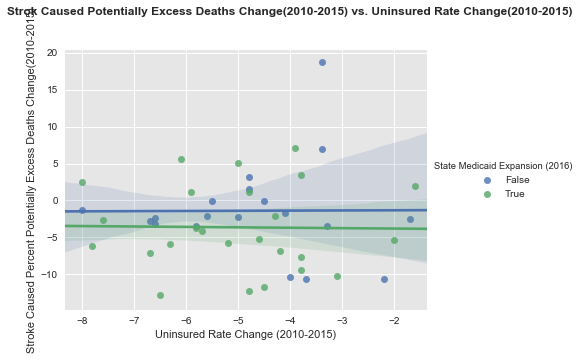 Strok Caused Potentially Excess Deaths Change(2010-2015) vs. Uninsured Rate Change(2010-2015)
Stroke Caused Percent Potentially Excess Deaths Change(2010-2015)
20
15
10
5
0
−5
−10
−8
−7
−6
−5
−4
−3
−2
Uninsured Rate Change (2010-2015)
State Medicaid Expansion (2016)
False
True